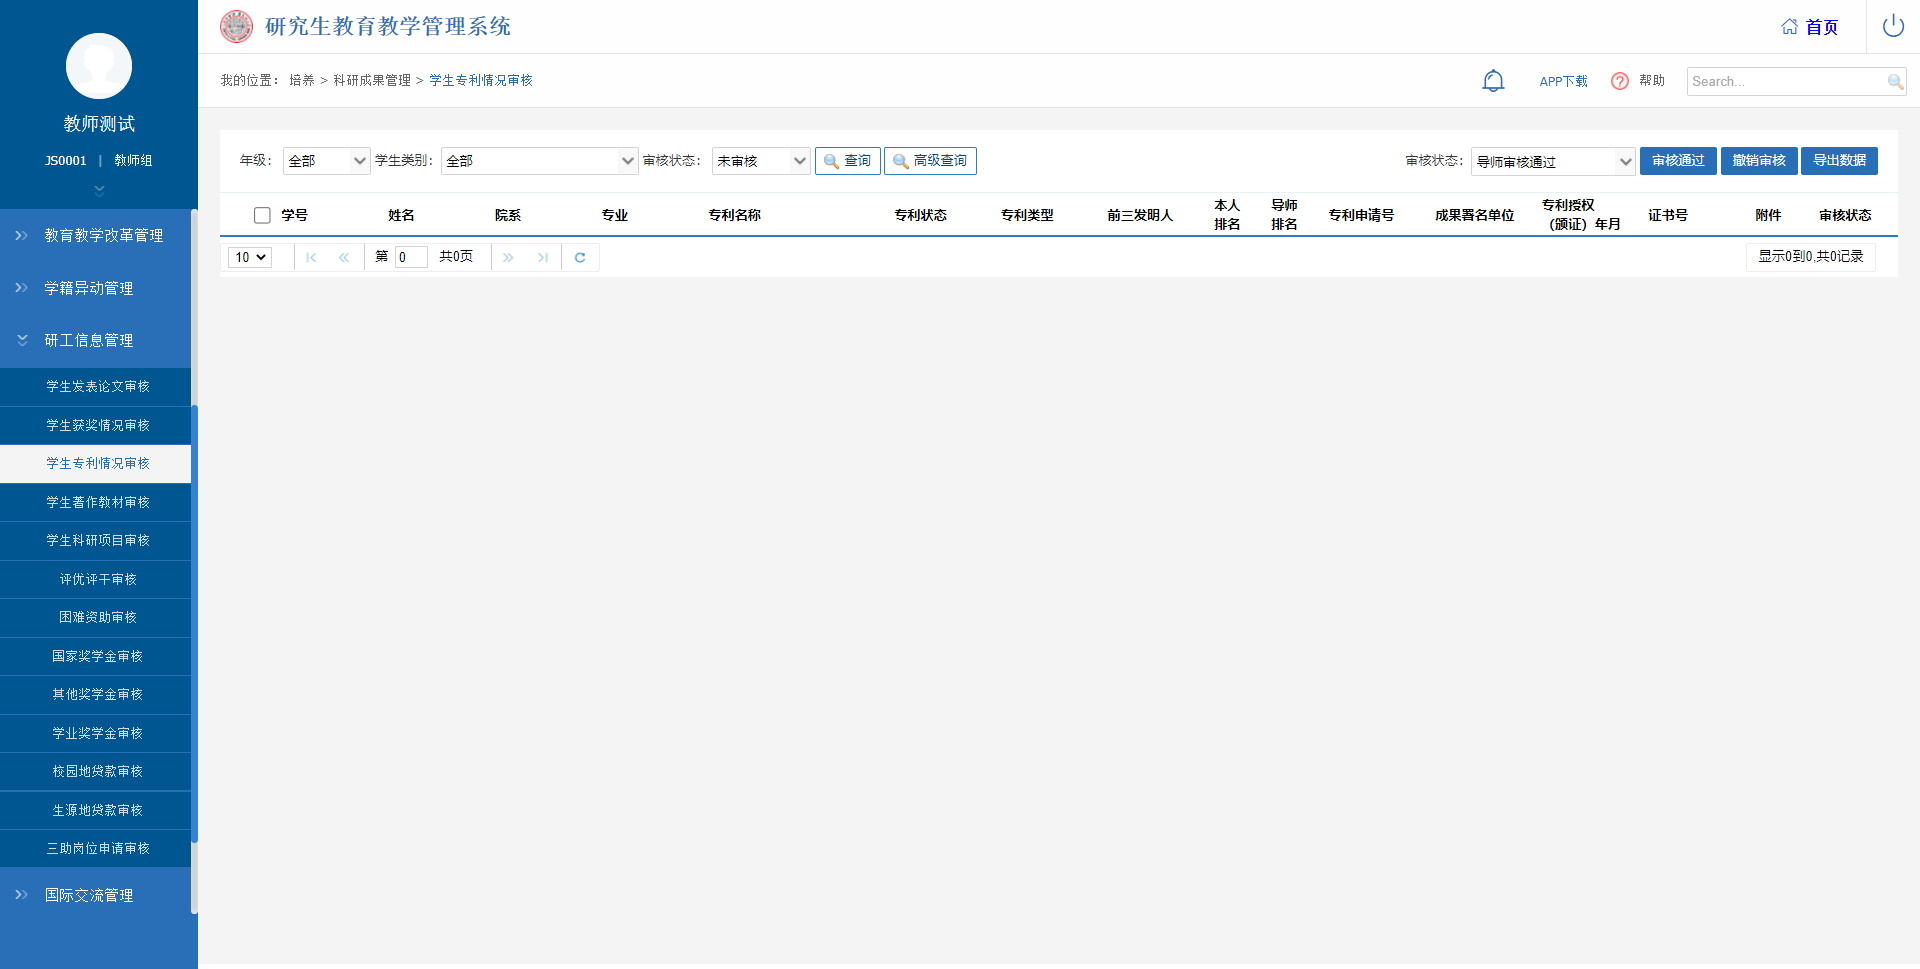 研究生教育教学管理系统
首页
我的位置： 培养 > 科研成果管理 > 学生专利情况审核
APP下载
帮助
Search...
教师测试
JS0001 | 教师组
教育教学改革管理
学籍异动管理
研工信息管理
学生发表论文审核
学生获奖情况审核
学生专利情况审核
学生著作教材审核
学生科研项目审核
评优评干审核
困难资助审核
国家奖学金审核
其他奖学金审核
学业奖学金审核
校园地贷款审核
生源地贷款审核
三助岗位申请审核
国际交流管理
年级： 全部 学生类别： 全部 审核状态： 未审核 查询 高级查询
审核状态： 导师审核通过 审核通过 撤销审核 导出数据
学号 姓名 院系 专业 专利名称 专利状态 专利类型 前三发明人 本人排名 导师排名 专利申请号 成果署名单位 专利授权（颁证）年月 证书号 附件 审核状态
10 第 0 共0页
显示0到0,共0记录